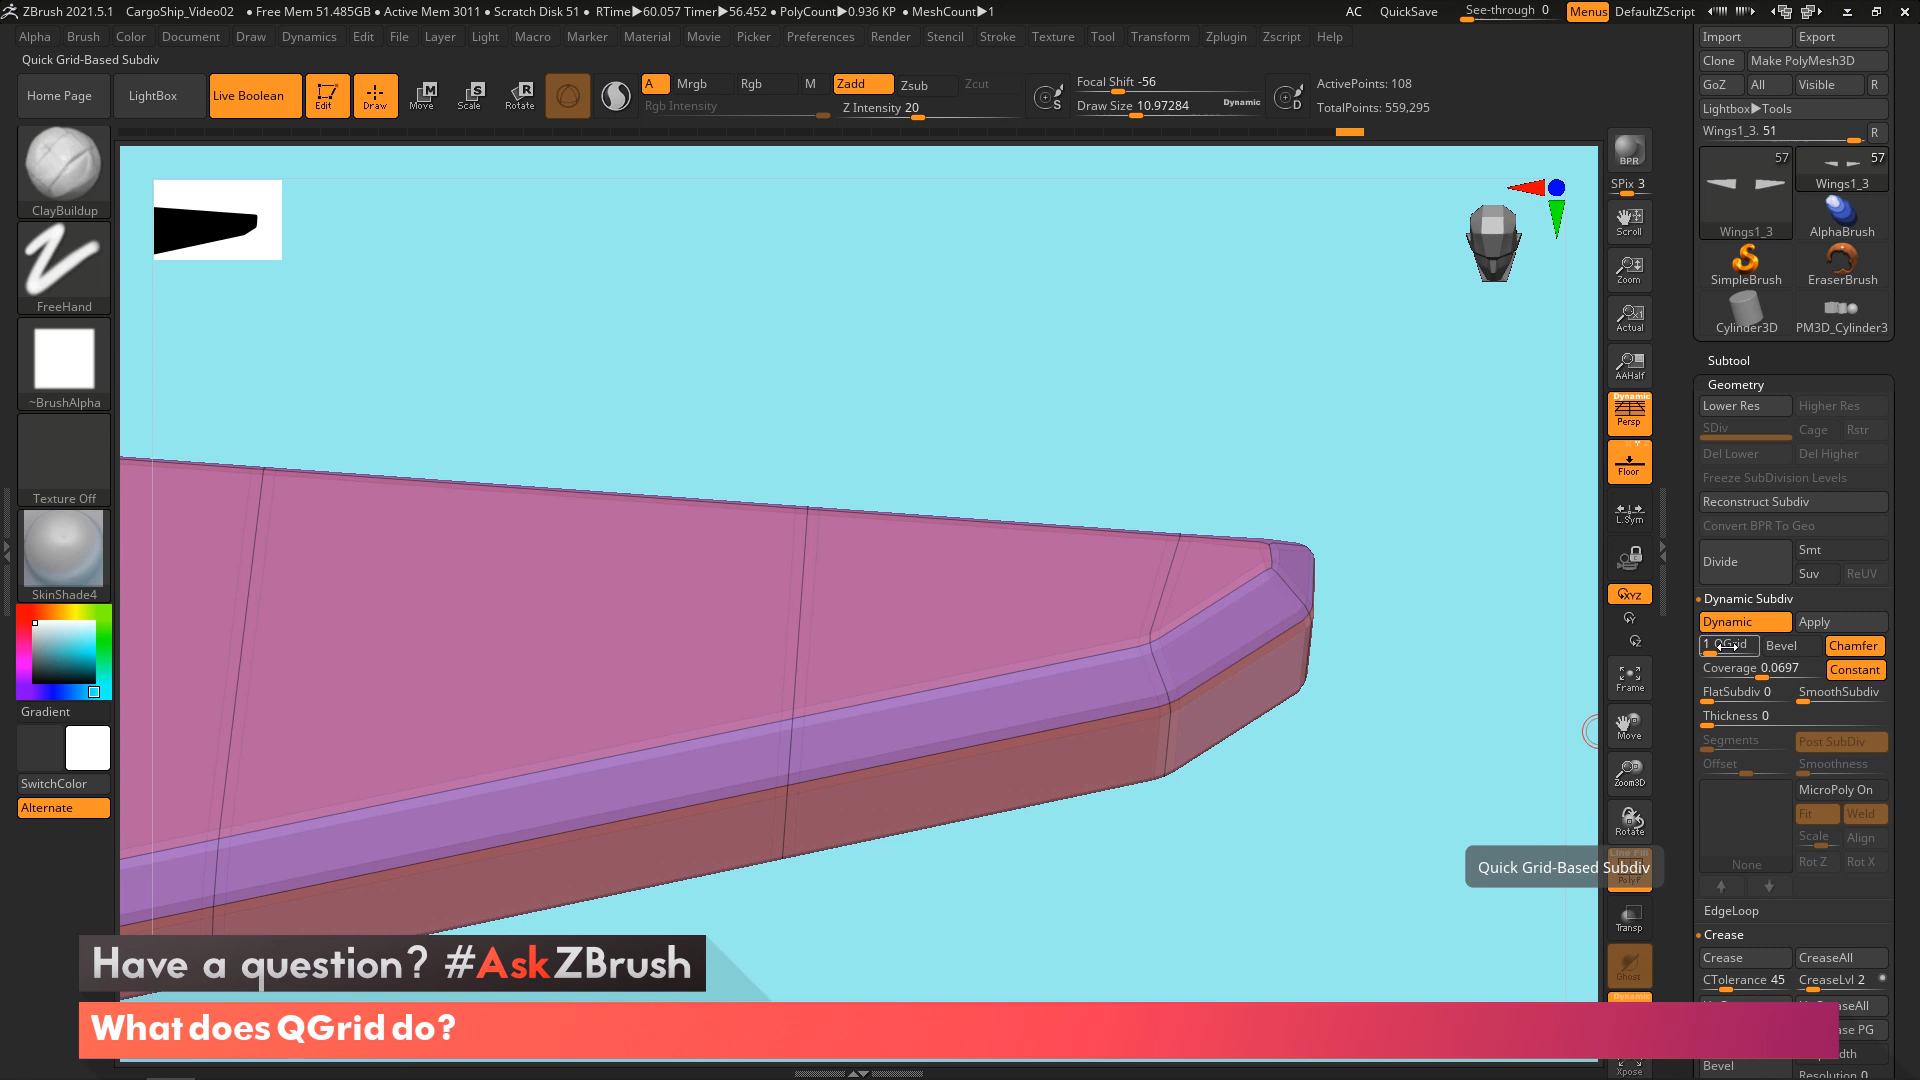 ZBrush 2021.5.1 CargoShip_Video02 • Free Mem 51.485GB • Active Mem 3011 • Scratch Disk 51 • RTime▶60.057 Timer▶56.452 • PolyCount▶0.936 KP • MeshCount▶1 AC QuickSave See-through 0 Menus DefaultZScript
Alpha Brush Color Document Draw Dynamics Edit File Layer Light Macro Marker Material Movie Picker Preferences Render Stencil Stroke Texture Tool Transform Zplugin Zscript Help
Quick Grid-Based Subdiv
Home Page LightBox Live Boolean Edit Draw Move Scale Rotate
A Mrgb Rgb M Zadd Zsub Zcut
Rgb Intensity Z Intensity 20
Focal Shift -56
Draw Size 10.97284 Dynamic
ActivePoints: 108
TotalPoints: 559,295
ClayBuildup
FreeHand
~BrushAlpha
Texture Off
SkinShade4
Gradient
SwitchColor
Alternate
BPR
SPix 3
Scroll
Zoom
Actual
AAHalf
Dynamic
Persp
Floor
L.Sym
XYZ
Frame
Move
Zoom3D
Rotate
Line Fill
PolyF
Transp
Ghost
Dynamic
Xpose
Quick Grid-Based Subdiv
Import Export
Clone Make PolyMesh3D
GoZ All Visible R
Lightbox▶Tools
Wings1_3. 51 R
57 57
Wings1_3
Wings1_3 AlphaBrush
SimpleBrush EraserBrush
Cylinder3D PM3D_Cylinder3
Subtool
Geometry
Lower Res Higher Res
SDiv Cage Rstr
Del Lower Del Higher
Freeze SubDivision Levels
Reconstruct Subdiv
Convert BPR To Geo
Divide Smt
Suv ReUV
Dynamic Subdiv
Dynamic Apply
1 QGrid Bevel Chamfer
Coverage 0.0697 Constant
FlatSubdiv 0 SmoothSubdiv
Thickness 0
Segments Post SubDiv
Offset Smoothness
MicroPoly On
Fit Weld
Scale Align
None Rot Z Rot X
EdgeLoop
Crease
Crease CreaseAll
CTolerance 45 CreaseLvl 2
Bevel
Resolution 0
Have a question? #AskZBrush
What does QGrid do?